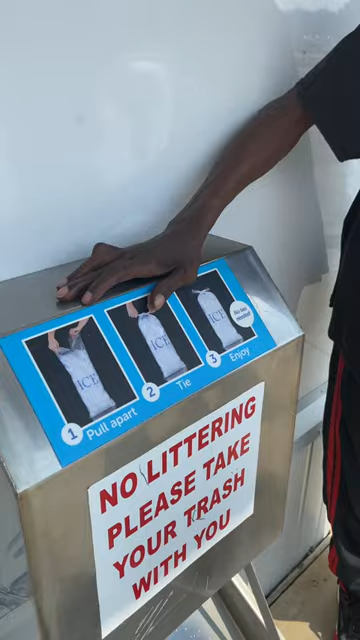 ICE
ICE
ICE
No ties needed!
1 Pull apart
2 Tie
3 Enjoy
NO LITTERING
PLEASE TAKE
YOUR TRASH
WITH YOU